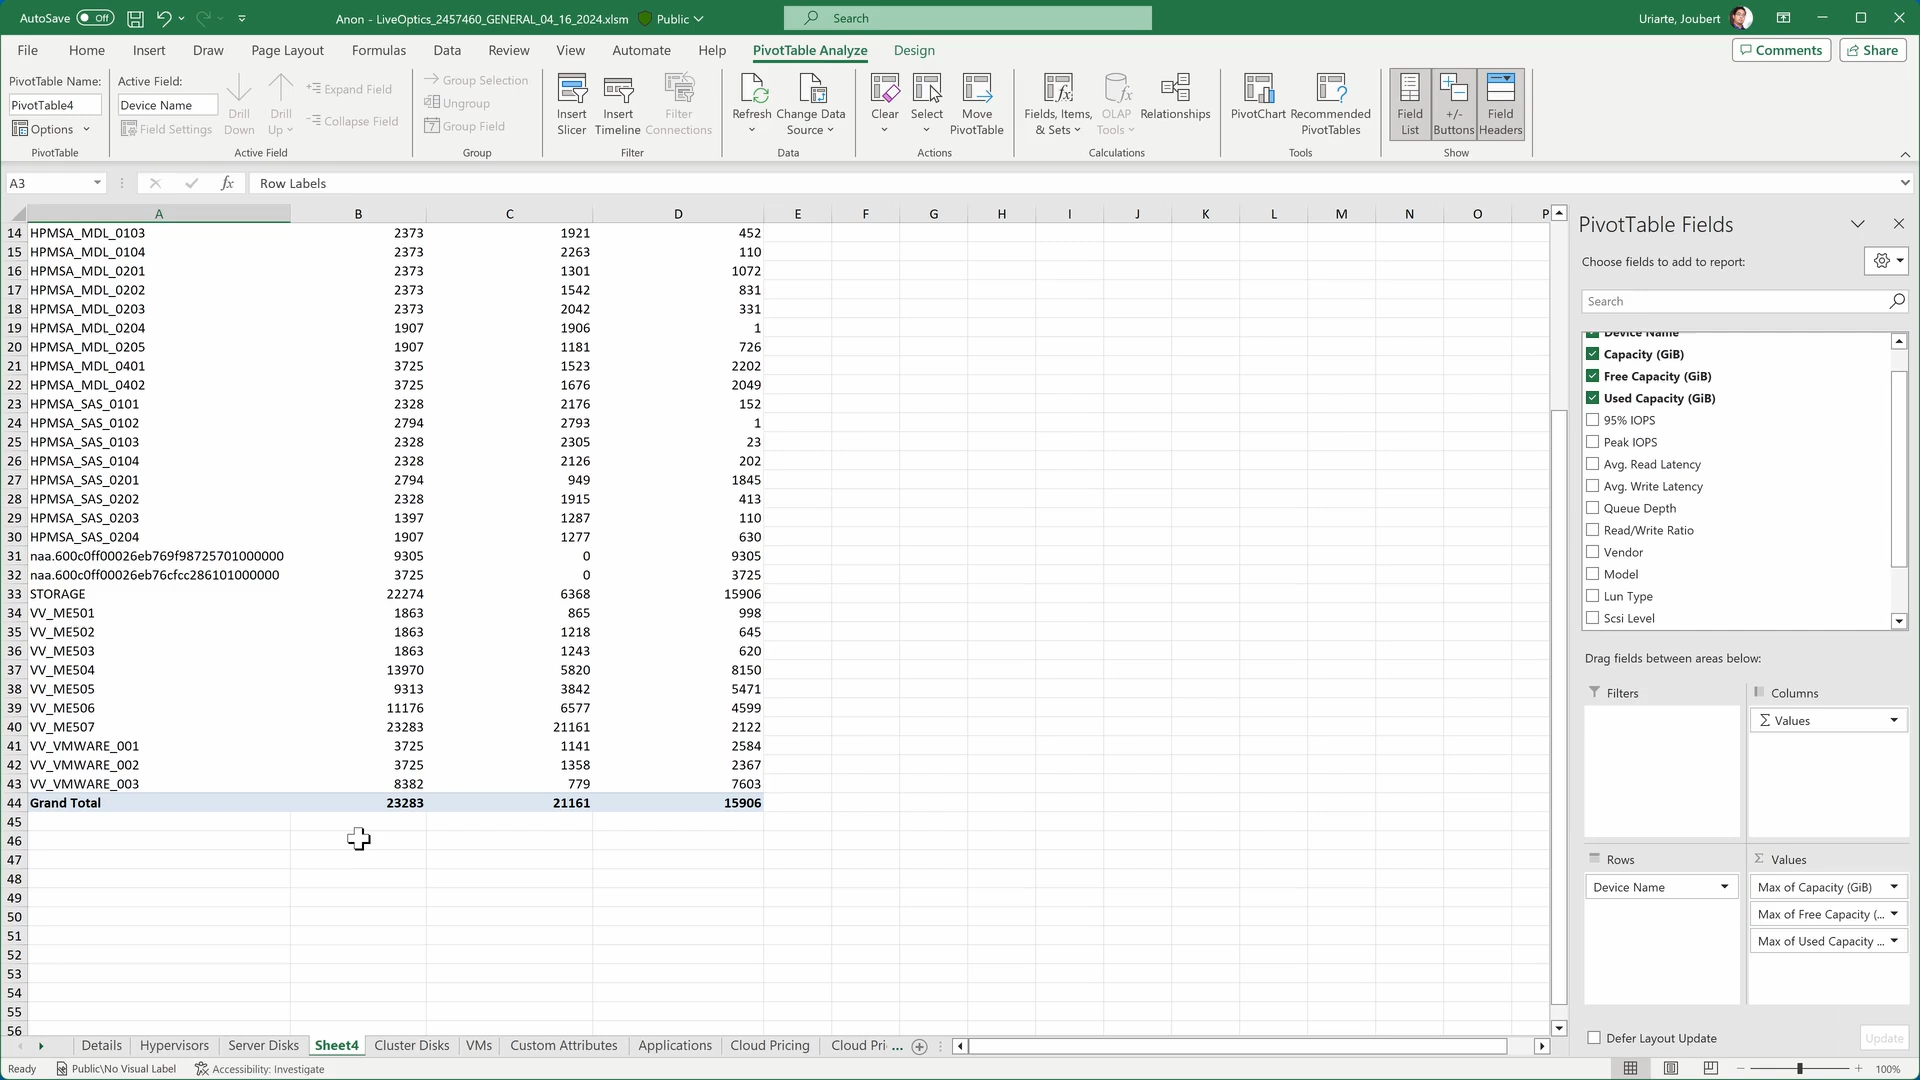 AutoSave Off Anon - LiveOptics_2457460_GENERAL_04_16_2024.xlsm Public Search Uriarte, Joubert
File Home Insert Draw Page Layout Formulas Data Review View Automate Help PivotTable Analyze Design Comments Share
PivotTable Name:
PivotTable4
Options
PivotTable
Active Field:
Device Name
Field Settings
Drill Down
Drill Up
Expand Field
Collapse Field
Active Field
Group Selection
Ungroup
Group Field
Group
Insert Slicer
Insert Timeline
Filter Connections
Filter
Refresh
Change Data Source
Data
Clear
Select
Move PivotTable
Actions
Fields, Items, & Sets
OLAP Tools
Relationships
Calculations
PivotChart
Recommended PivotTables
Tools
Field List
+/- Buttons
Field Headers
Show
A3 fx Row Labels
A B C D E F G H I J K L M N O P
14 HPMSA_MDL_0103 2373 1921 452
15 HPMSA_MDL_0104 2373 2263 110
16 HPMSA_MDL_0201 2373 1301 1072
17 HPMSA_MDL_0202 2373 1542 831
18 HPMSA_MDL_0203 2373 2042 331
19 HPMSA_MDL_0204 1907 1906 1
20 HPMSA_MDL_0205 1907 1181 726
21 HPMSA_MDL_0401 3725 1523 2202
22 HPMSA_MDL_0402 3725 1676 2049
23 HPMSA_SAS_0101 2328 2176 152
24 HPMSA_SAS_0102 2794 2793 1
25 HPMSA_SAS_0103 2328 2305 23
26 HPMSA_SAS_0104 2328 2126 202
27 HPMSA_SAS_0201 2794 949 1845
28 HPMSA_SAS_0202 2328 1915 413
29 HPMSA_SAS_0203 1397 1287 110
30 HPMSA_SAS_0204 1907 1277 630
31 naa.600c0ff00026eb769f98725701000000 9305 0 9305
32 naa.600c0ff00026eb76cfcc286101000000 3725 0 3725
33 STORAGE 22274 6368 15906
34 VV_ME501 1863 865 998
35 VV_ME502 1863 1218 645
36 VV_ME503 1863 1243 620
37 VV_ME504 13970 5820 8150
38 VV_ME505 9313 3842 5471
39 VV_ME506 11176 6577 4599
40 VV_ME507 23283 21161 2122
41 VV_VMWARE_001 3725 1141 2584
42 VV_VMWARE_002 3725 1358 2367
43 VV_VMWARE_003 8382 779 7603
44 Grand Total 23283 21161 15906
45
46
47
48
49
50
51
52
53
54
55
56
PivotTable Fields
Choose fields to add to report:
Search
Device Name
Capacity (GiB)
Free Capacity (GiB)
Used Capacity (GiB)
95% IOPS
Peak IOPS
Avg. Read Latency
Avg. Write Latency
Queue Depth
Read/Write Ratio
Vendor
Model
Lun Type
Scsi Level
Drag fields between areas below:
Filters
Columns
Σ Values
Rows
Device Name
Σ Values
Max of Capacity (GiB)
Max of Free Capacity (...
Max of Used Capacity ...
Defer Layout Update Update
Details Hypervisors Server Disks Sheet4 Cluster Disks VMs Custom Attributes Applications Cloud Pricing Cloud Pri ...
Ready Public\No Visual Label Accessibility: Investigate 100%